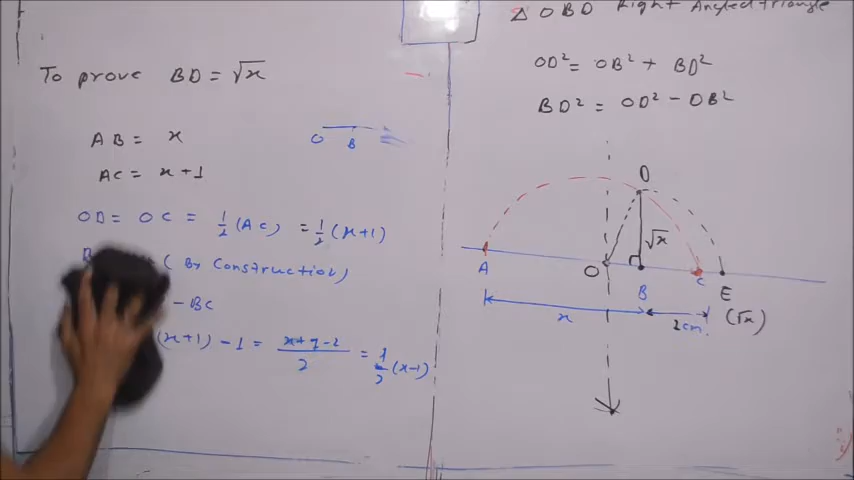 To prove BD = √x
AB = x
AC = x + 1
OD = OC = 1/2 (AC) = 1/2 (x+1)
(By Construction)
- BC
(x+1) - 1 = x+1-2 / 2 = 1/2 (x-1)
△ OBD Right Angled triangle
OD² = OB² + BD²
BD² = OD² - OB²
O B
D
√x
A O B C E
(√x)
x
1cm.